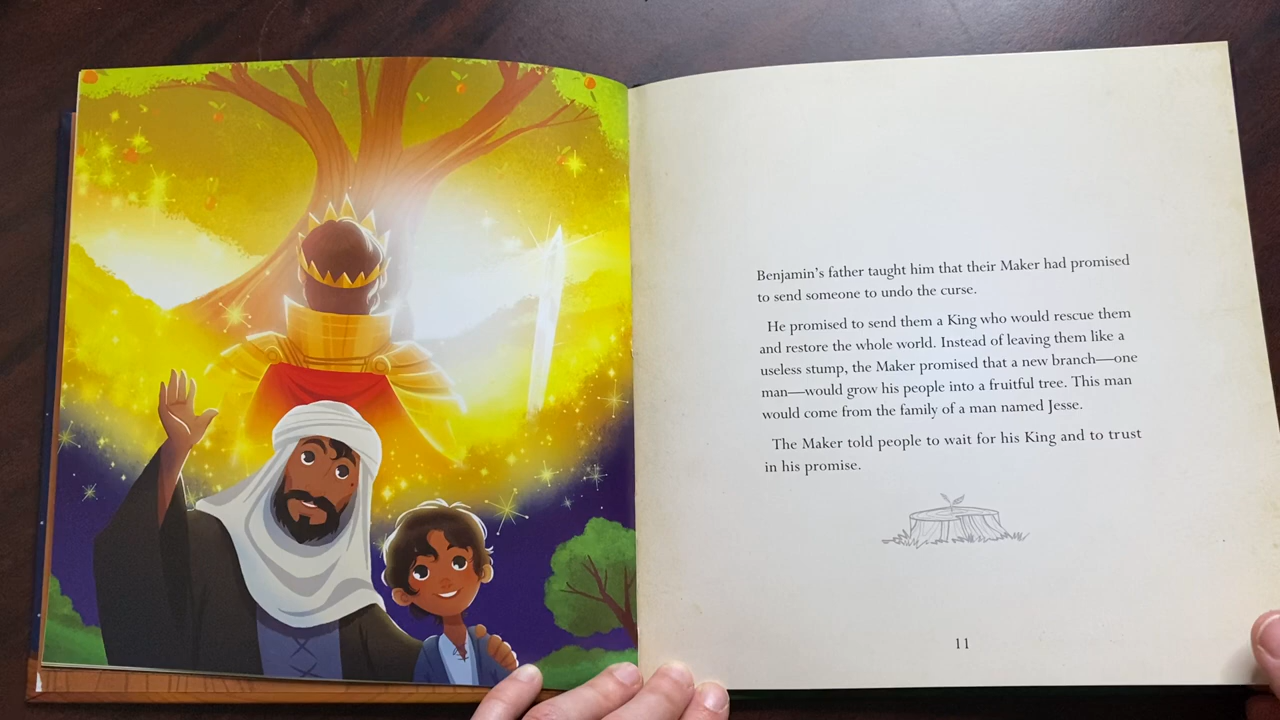 Benjamin's father taught him that their Maker had promised
to send someone to undo the curse.
He promised to send them a King who would rescue them
and restore the whole world. Instead of leaving them like a
useless stump, the Maker promised that a new branch—one
man—would grow his people into a fruitful tree. This man
would come from the family of a man named Jesse.
The Maker told people to wait for his King and to trust
in his promise.
11